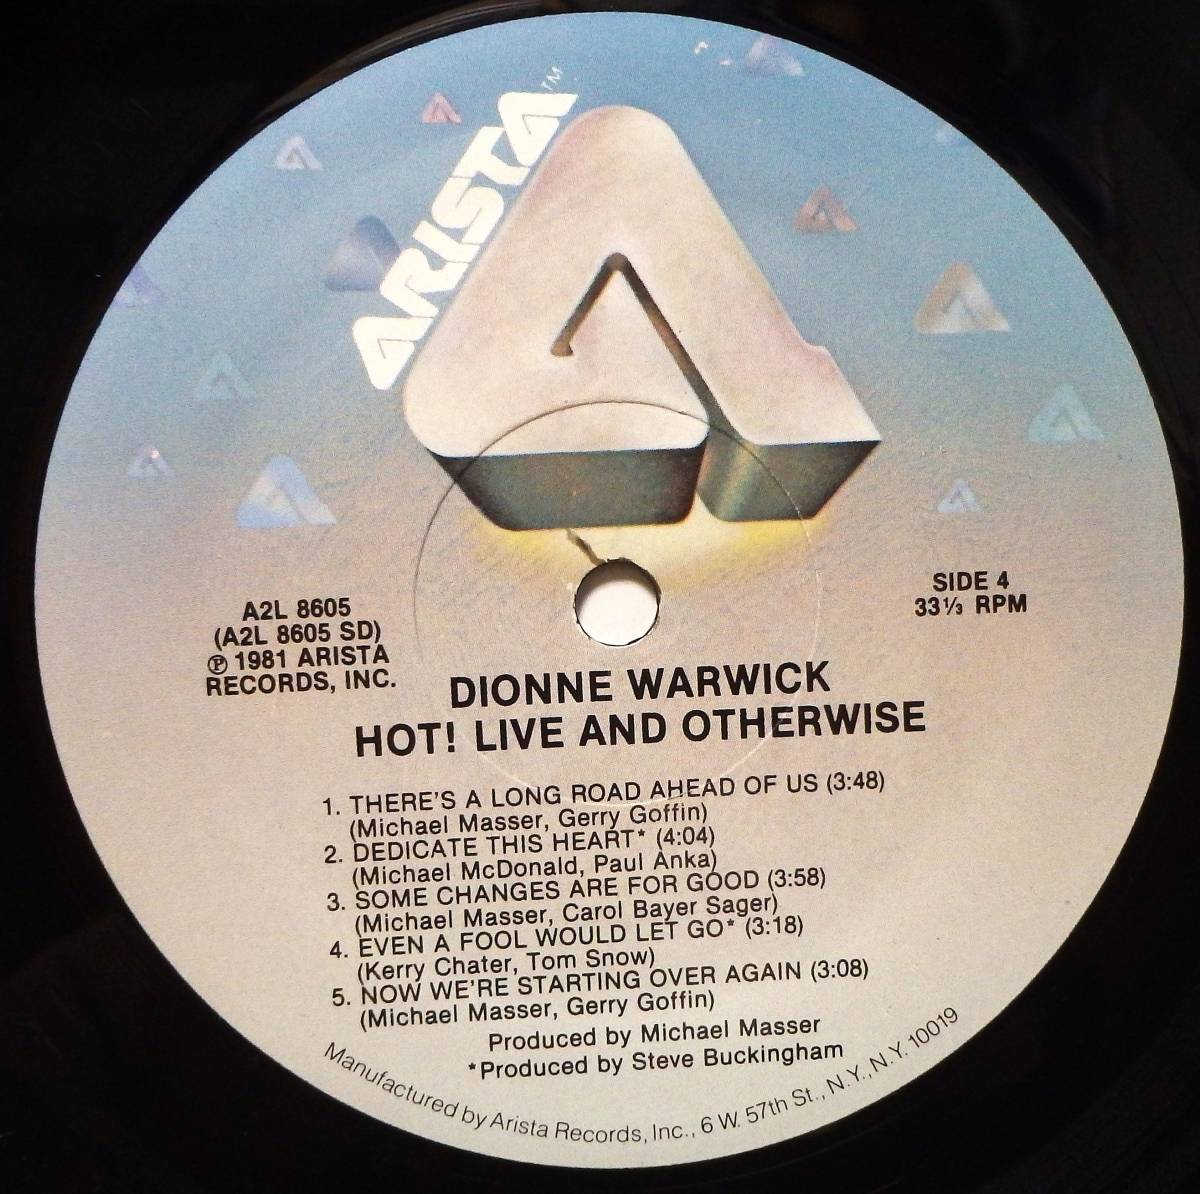 ARISTA™
A2L 8605
(A2L 8605 SD)
℗ 1981 ARISTA
RECORDS, INC.
SIDE 4
33⅓ RPM
DIONNE WARWICK
HOT! LIVE AND OTHERWISE
1. THERE'S A LONG ROAD AHEAD OF US (3:48)
(Michael Masser, Gerry Goffin)
2. DEDICATE THIS HEART* (4:04)
(Michael McDonald, Paul Anka)
3. SOME CHANGES ARE FOR GOOD (3:58)
(Michael Masser, Carol Bayer Sager)
4. EVEN A FOOL WOULD LET GO* (3:18)
(Kerry Chater, Tom Snow)
5. NOW WE'RE STARTING OVER AGAIN (3:08)
(Michael Masser, Gerry Goffin)
Produced by Michael Masser
*Produced by Steve Buckingham
Manufactured by Arista Records, Inc., 6 W. 57th St., N.Y., N.Y. 10019